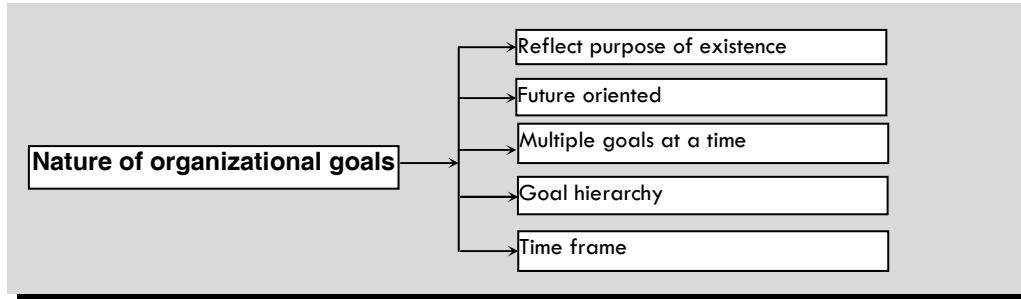 Nature of organizational goals
Reflect purpose of existence
Future oriented
Multiple goals at a time
Goal hierarchy
Time frame